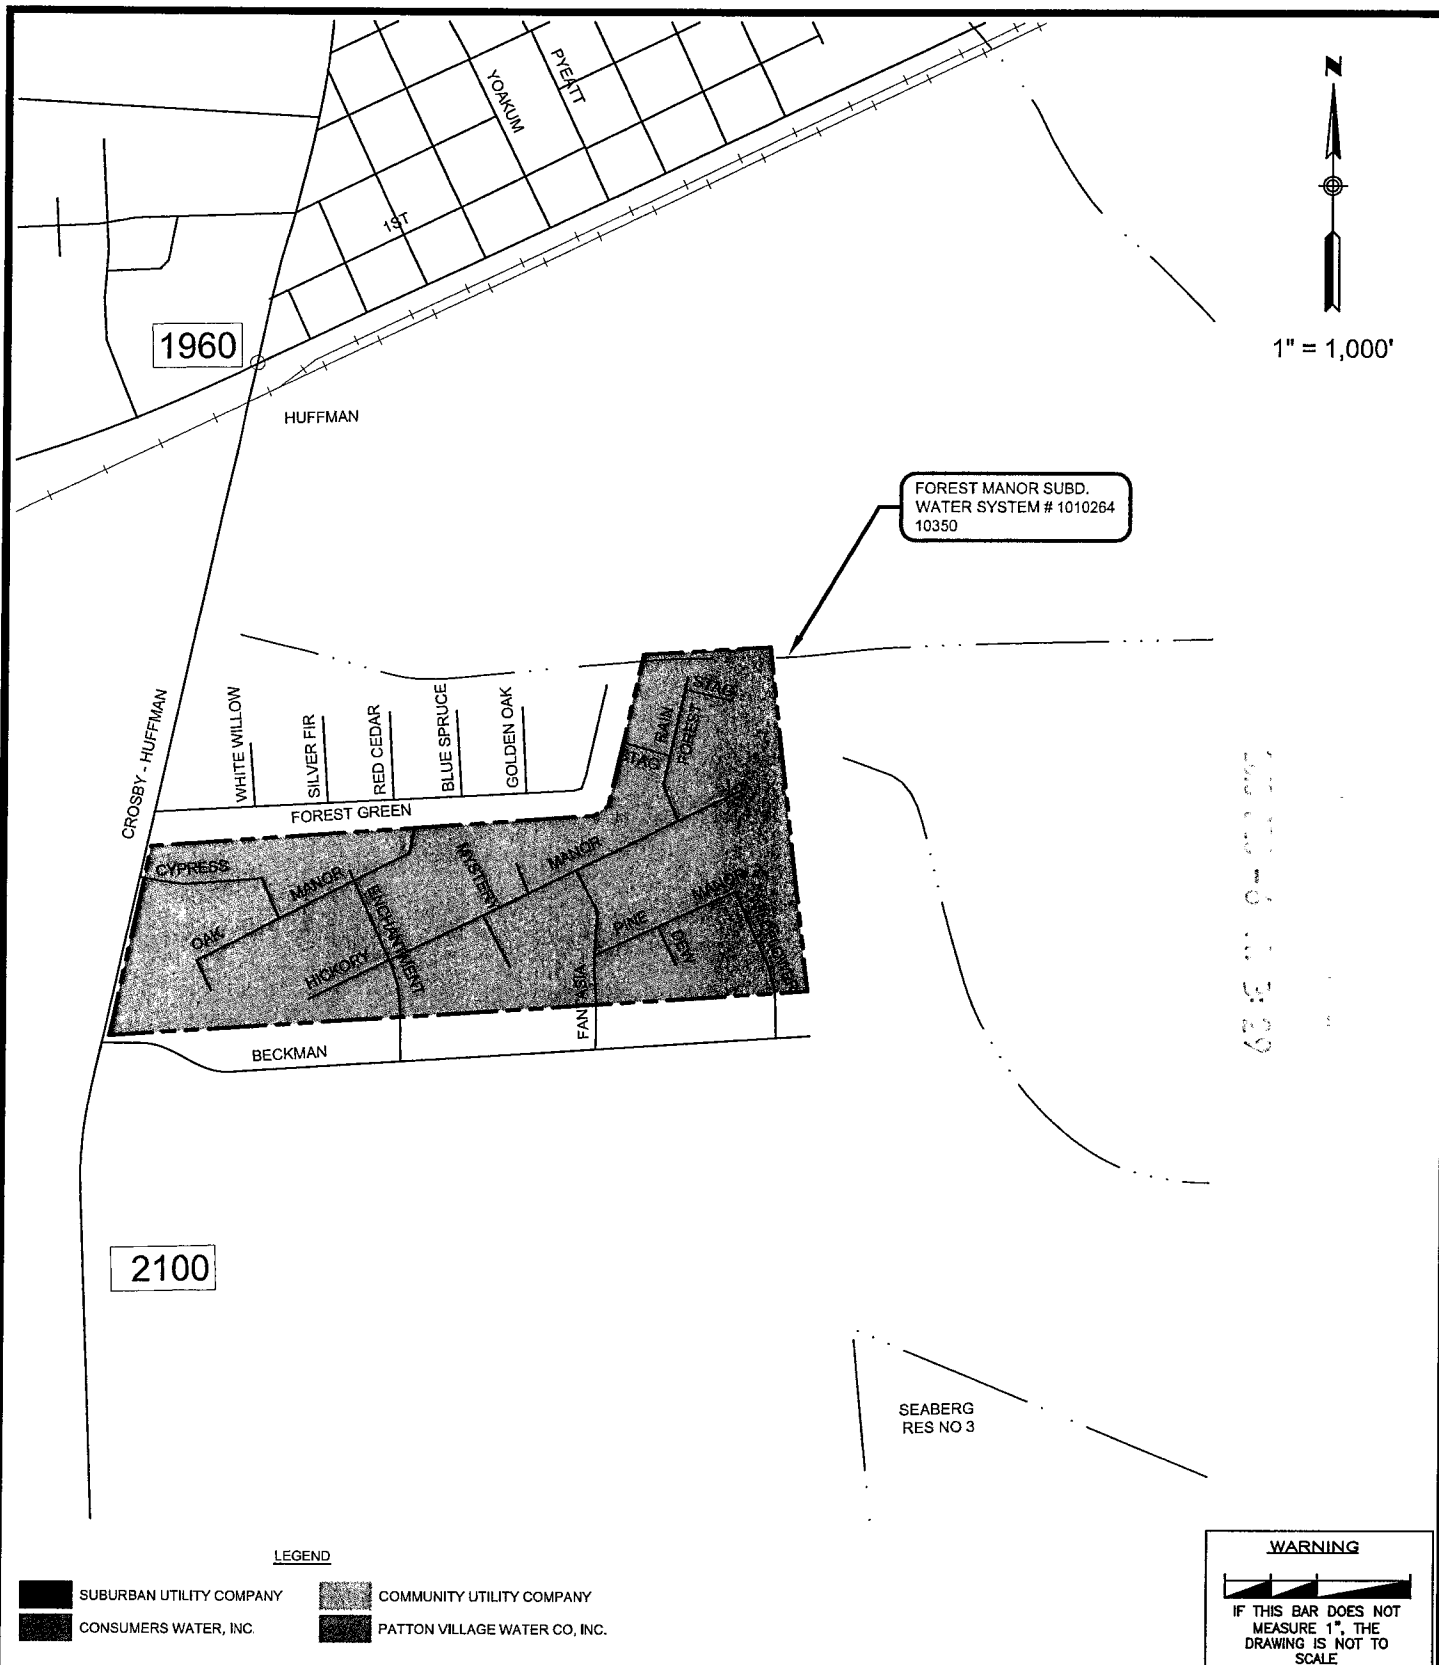 YOAKUM
PYEATT
1ST
N
1" = 1,000'
1960
HUFFMAN
FOREST MANOR SUBD.
WATER SYSTEM # 1010264
10350
CROSBY - HUFFMAN
WHITE WILLOW
SILVER FIR
RED CEDAR
BLUE SPRUCE
GOLDEN OAK
FOREST GREEN
STAG
RAIN
FOREST
STAG
CYPRESS
OAK
MANOR
ENCHANTMENT
MYSTERY
MANOR
HICKORY
FANTASIA
PINE
MANOR
DEW
BECKMAN
2100
SEABERG
RES NO 3
LEGEND
SUBURBAN UTILITY COMPANY
COMMUNITY UTILITY COMPANY
CONSUMERS WATER, INC.
PATTON VILLAGE WATER CO, INC.
WARNING
IF THIS BAR DOES NOT
MEASURE 1", THE
DRAWING IS NOT TO
SCALE